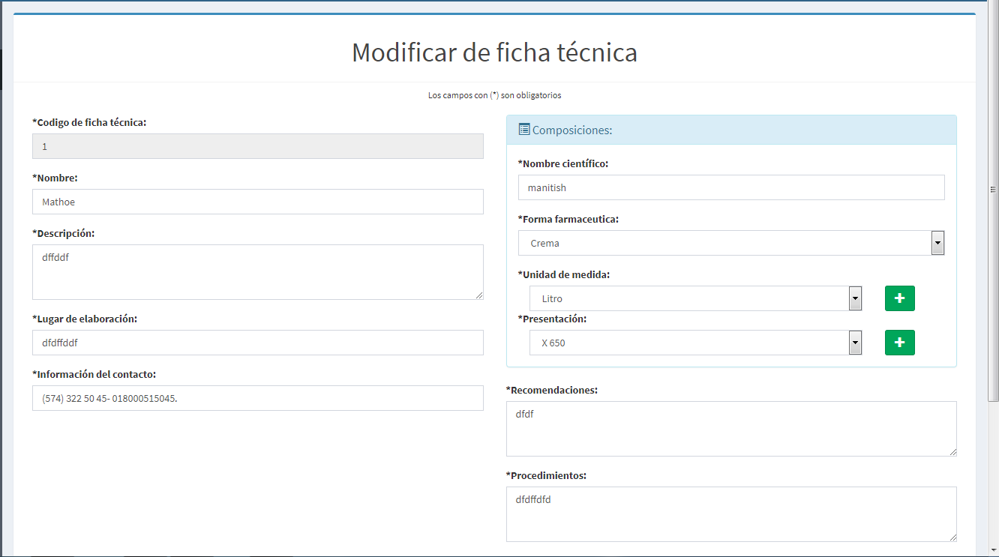 Modificar de ficha técnica
Los campos con (*) son obligatorios
*Codigo de ficha técnica:
1
*Nombre:
Mathoe
*Descripción:
dffddf
*Lugar de elaboración:
dfdffddf
*Información del contacto:
(574) 322 50 45- 018000515045.
Composiciones:
*Nombre científico:
manitish
*Forma farmaceutica:
Crema
*Unidad de medida:
Litro
*Presentación:
X 650
*Recomendaciones:
dfdf
*Procedimientos:
dfdffdfd